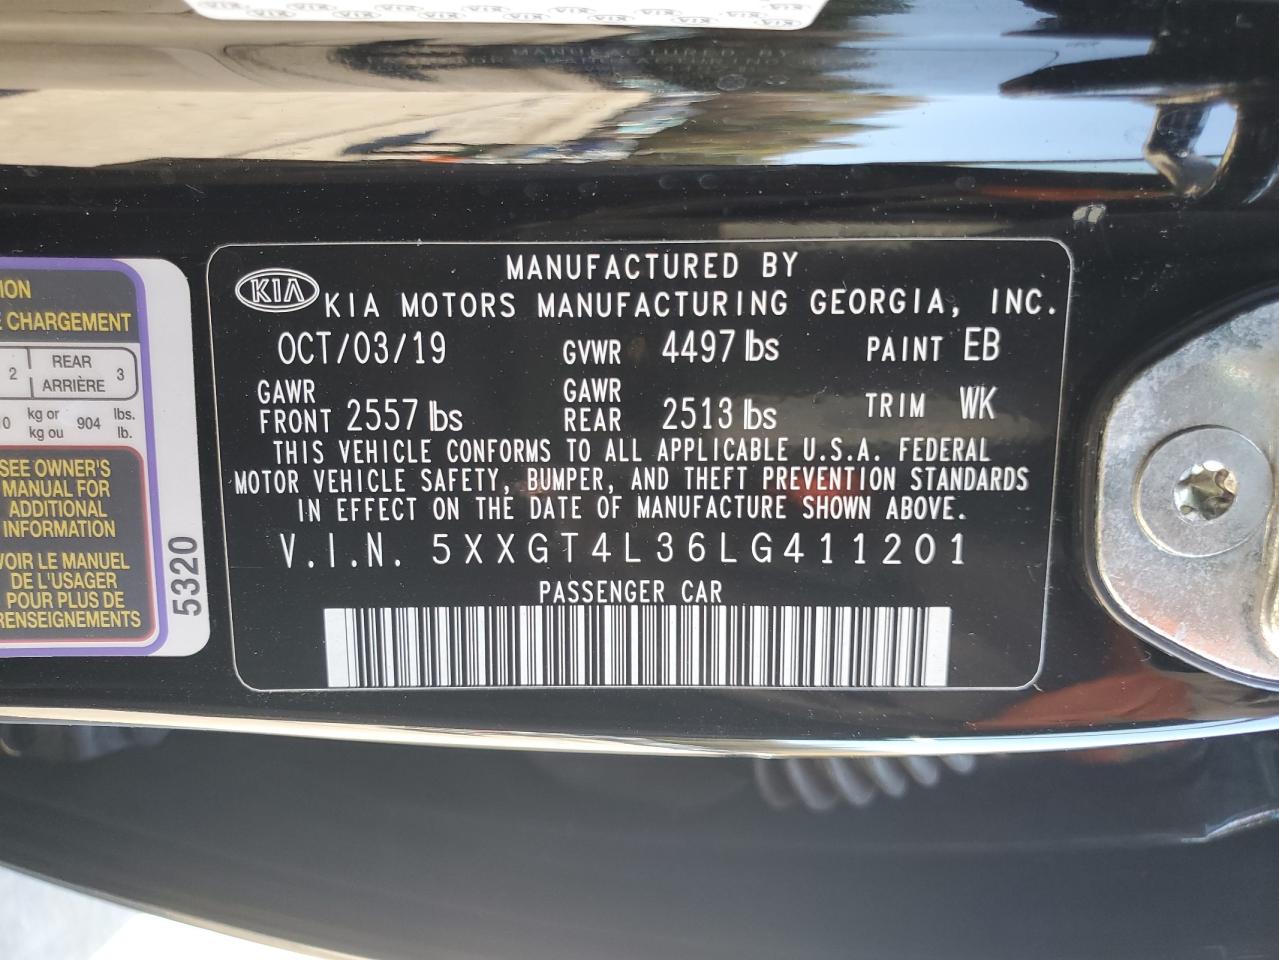 MANUFACTURED BY
KIA
KIA MOTORS MANUFACTURING GEORGIA, INC.
OCT/03/19 GVWR 4497 lbs PAINT EB
GAWR FRONT 2557 lbs GAWR REAR 2513 lbs TRIM WK
THIS VEHICLE CONFORMS TO ALL APPLICABLE U.S.A. FEDERAL
MOTOR VEHICLE SAFETY, BUMPER, AND THEFT PREVENTION STANDARDS
IN EFFECT ON THE DATE OF MANUFACTURE SHOWN ABOVE.
V.I.N. 5XXGT4L36LG411201
PASSENGER CAR
ION
E CHARGEMENT
2 REAR 3
ARRIÈRE
0 kg or 904 lbs.
kg ou lb.
SEE OWNER'S
MANUAL FOR
ADDITIONAL
INFORMATION
VOIR LE MANUEL
DE L'USAGER
POUR PLUS DE
RENSEIGNEMENTS
5320